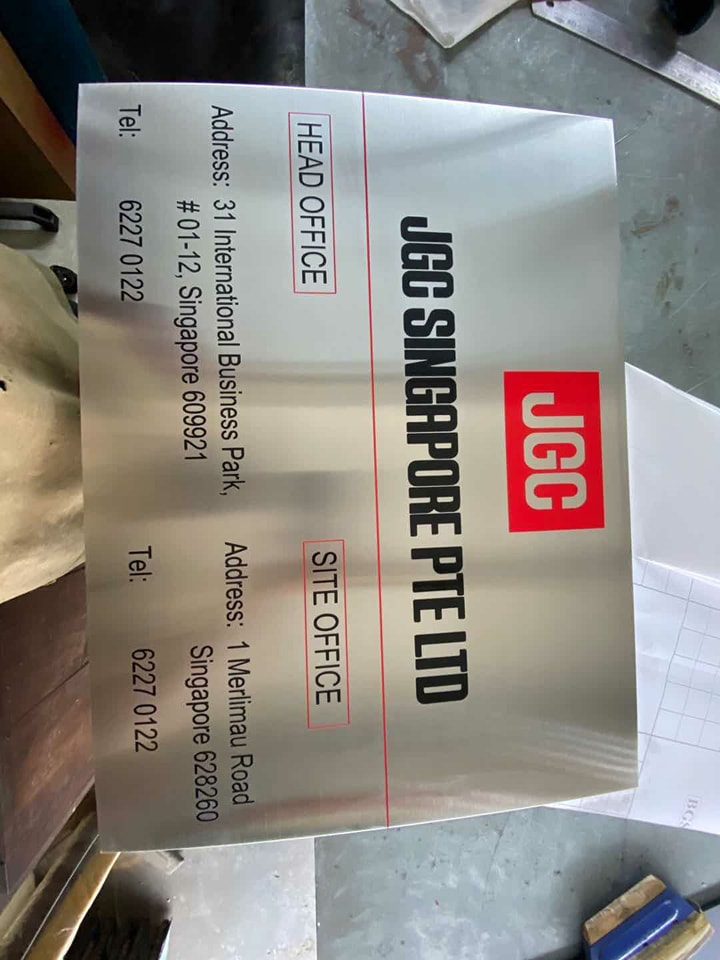 JGC
JGC SINGAPORE PTE LTD
HEAD OFFICE
Address: 31 International Business Park,
# 01-12, Singapore 609921
Tel: 6227 0122
SITE OFFICE
Address: 1 Merlimau Road
Singapore 628260
Tel: 6227 0122